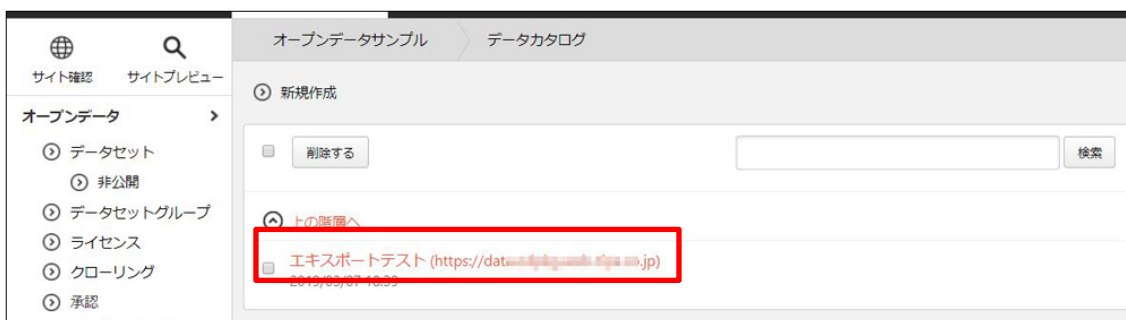 オープンデータサンプル データカタログ
サイト確認 サイトプレビュー
新規作成
オープンデータ
データセット
非公開
データセットグループ
ライセンス
クローリング
承認
削除する
検索
上の階層へ
エキスポートテスト (https://dat .jp)